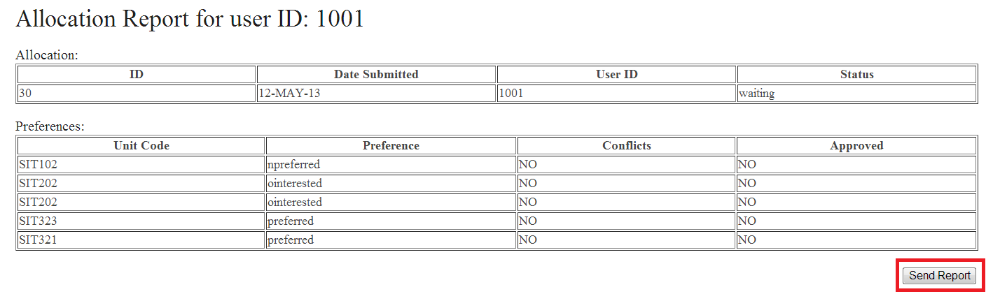 Allocation Report for user ID: 1001
Allocation:
ID Date Submitted User ID Status
30 12-MAY-13 1001 waiting
Preferences:
Unit Code Preference Conflicts Approved
SIT102 npreferred NO NO
SIT202 ointerested NO NO
SIT202 ointerested NO NO
SIT323 preferred NO NO
SIT321 preferred NO NO
Send Report